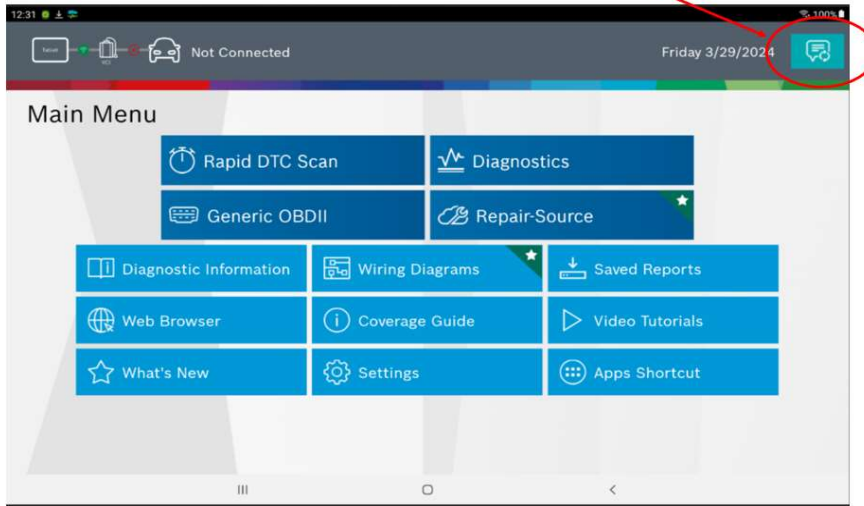 12:31
100%
Not Connected
Friday 3/29/2024
VCI
Main Menu
Rapid DTC Scan
Diagnostics
Generic OBDII
Repair-Source
Diagnostic Information
Wiring Diagrams
Saved Reports
Web Browser
Coverage Guide
Video Tutorials
What's New
Settings
Apps Shortcut